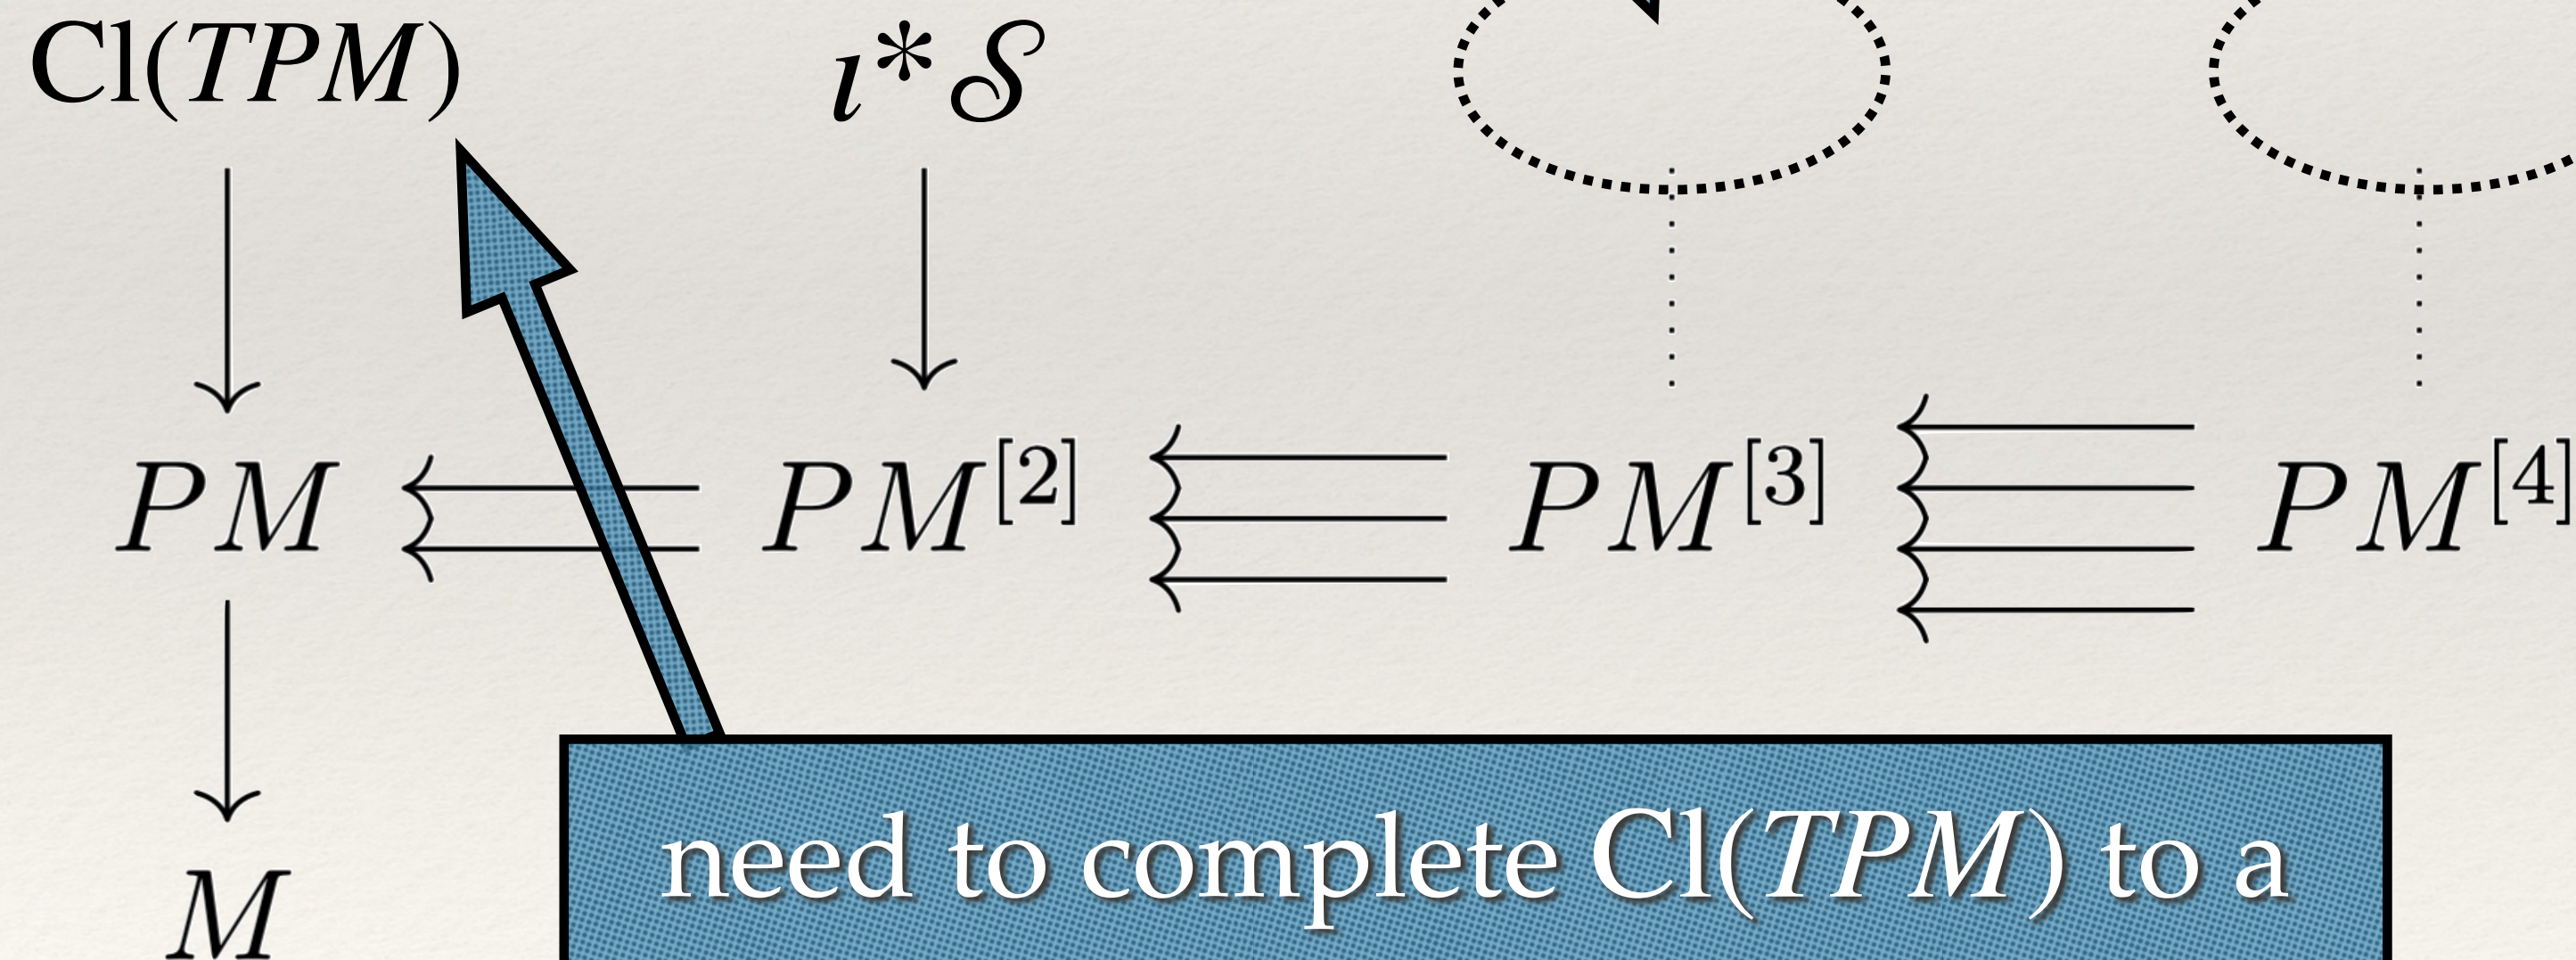 Cl(TPM) ı*𝒮
PM PM^[2] PM^[3] PM^[4]
M
need to complete Cl(TPM) to a